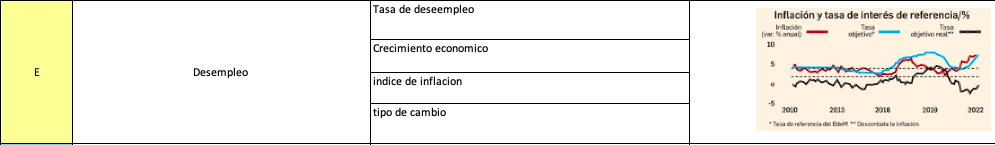 E
Desempleo
Tasa de deseempleo
Crecimiento economico
indice de inflacion
tipo de cambio
Inflación y tasa de interés de referencia/%
Inflación (var. % anual)
Tasa objetivo*
Tasa objetivo real**
10
5
0
-5
2010 2013 2016 2019 2022
* Tasa de referencia del BdeM ** Descontada la inflación